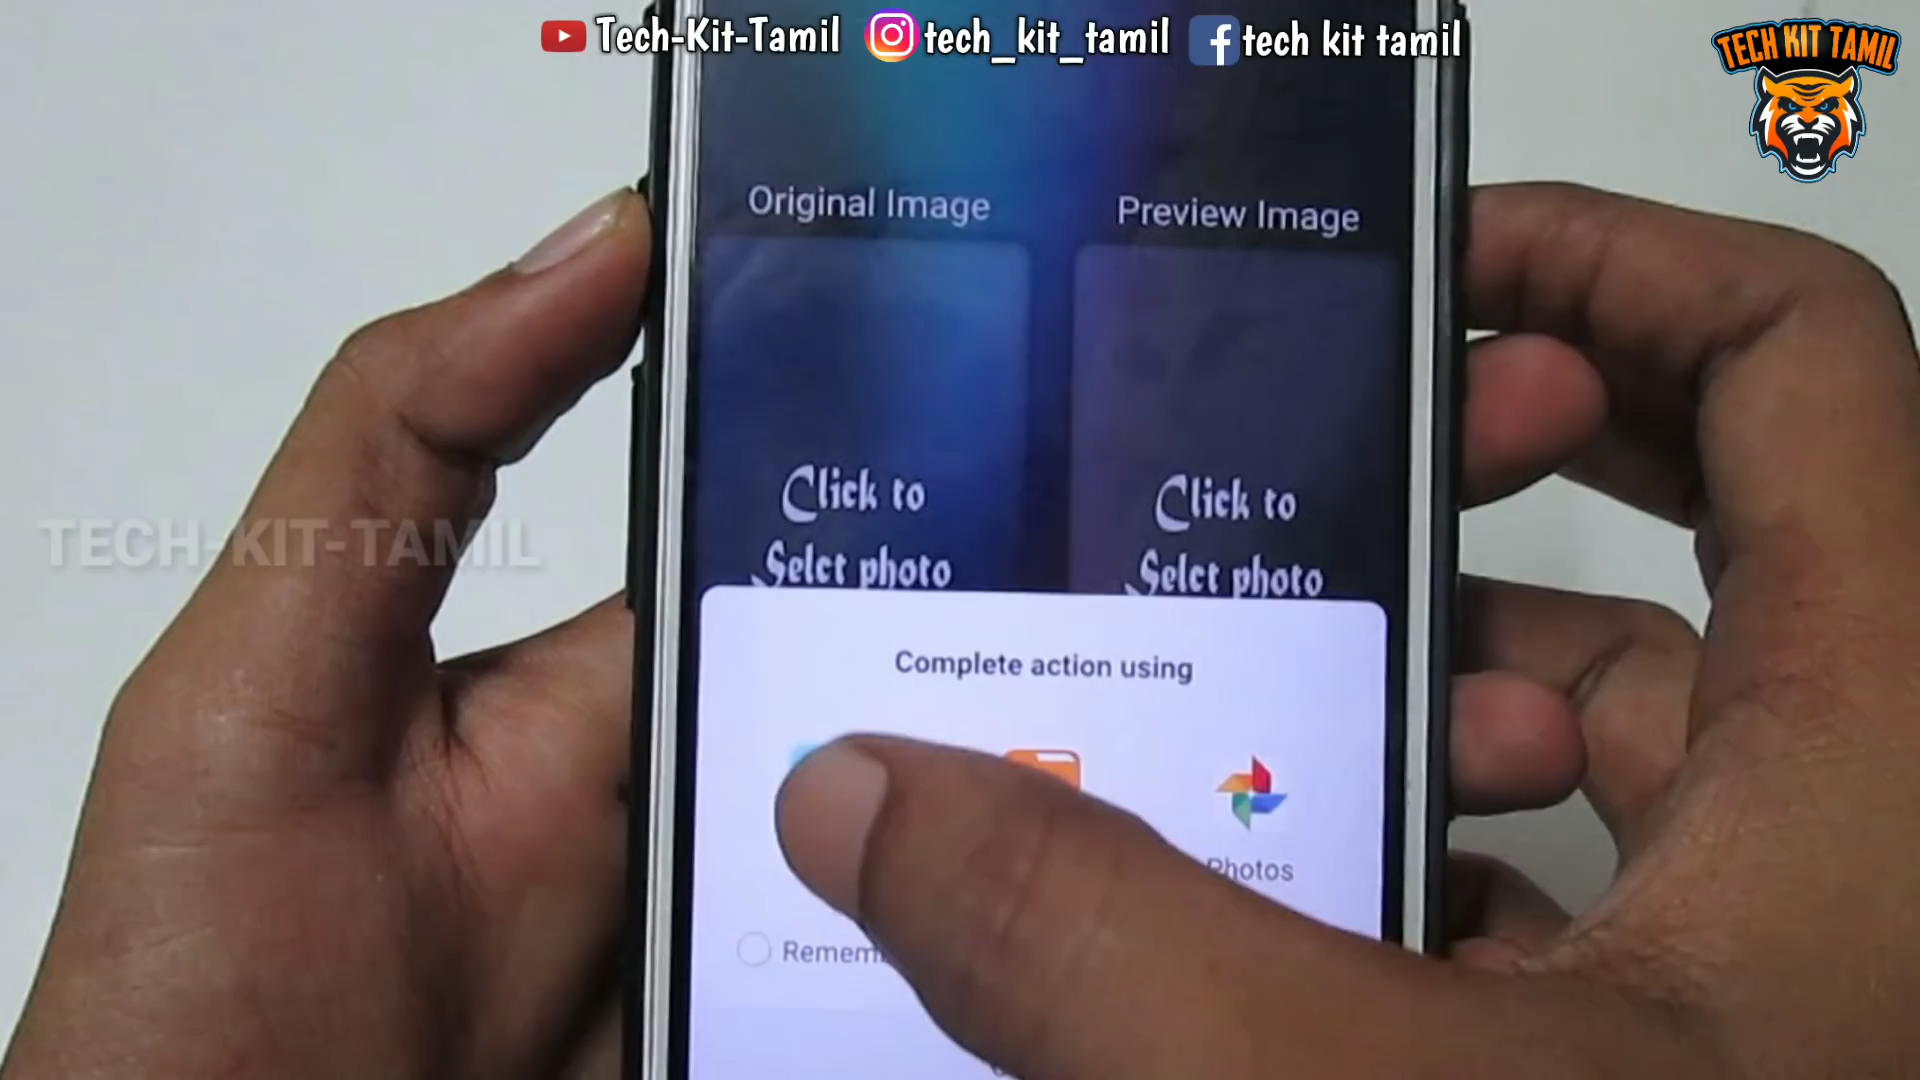 Tech-Kit-Tamil tech_kit_tamil tech kit tamil
TECH KIT TAMIL
Original Image Preview Image
Click to
Selct photo
Click to
Selct photo
TECH-KIT-TAMIL
Complete action using
Photos